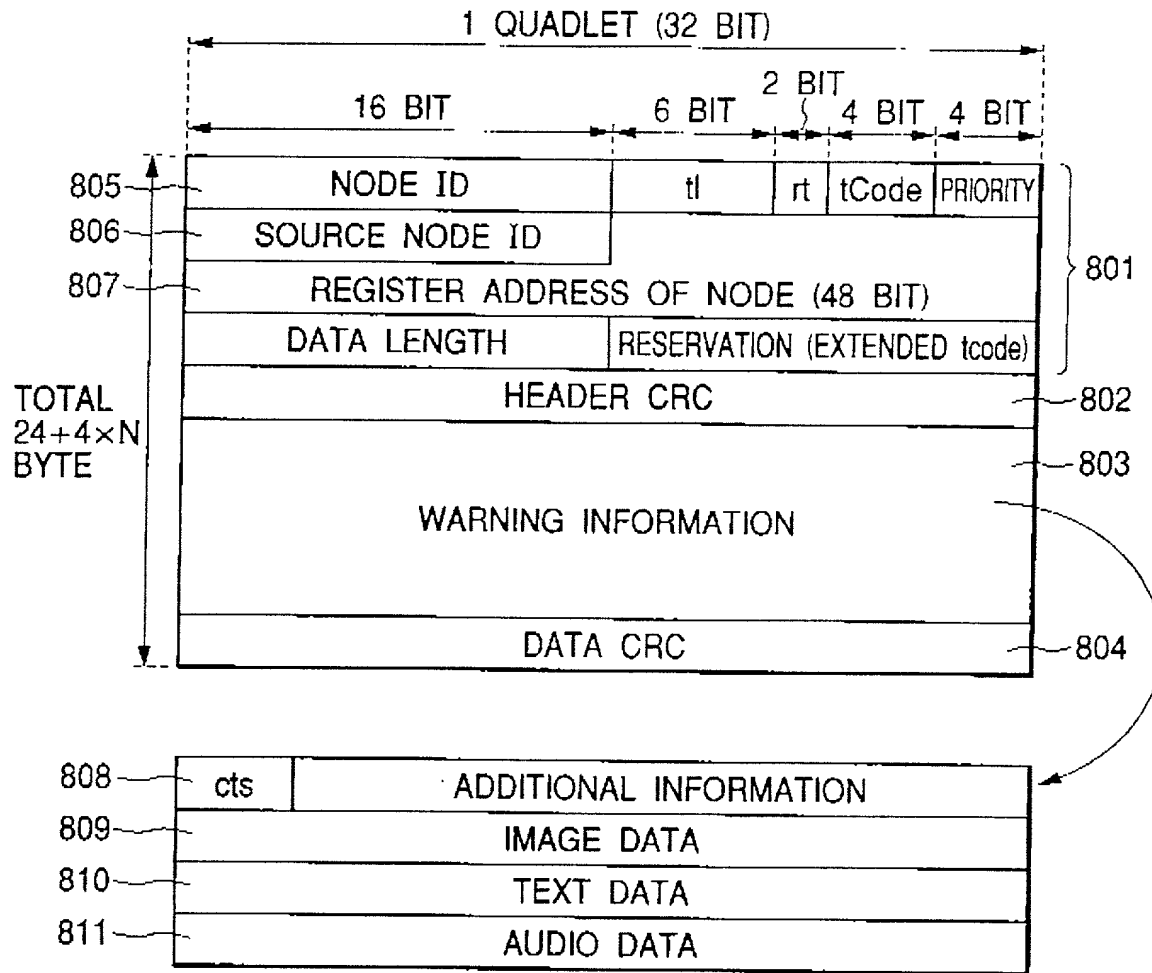 1 QUADLET (32 BIT)
2 BIT
16 BIT 6 BIT 4 BIT 4 BIT
805 NODE ID tl rt tCode PRIORITY
806 SOURCE NODE ID
801
807 REGISTER ADDRESS OF NODE (48 BIT)
DATA LENGTH RESERVATION (EXTENDED tcode)
HEADER CRC 802
TOTAL
24+4×N
BYTE
803
WARNING INFORMATION
DATA CRC 804
808 cts ADDITIONAL INFORMATION
809 IMAGE DATA
810 TEXT DATA
811 AUDIO DATA